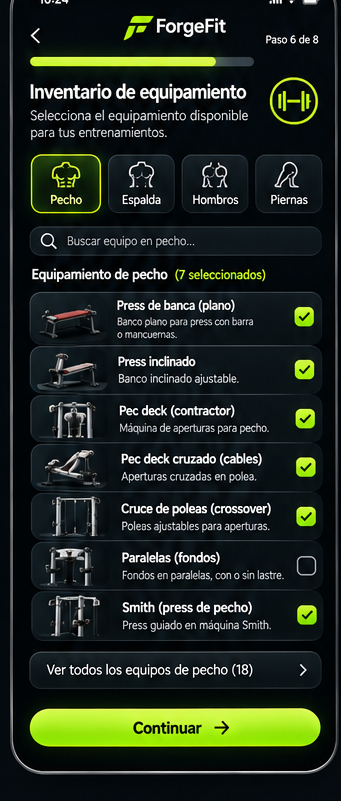 ForgeFit
Paso 6 de 8
Inventario de equipamiento
Selecciona el equipamiento disponible
para tus entrenamientos.
Pecho
Espalda
Hombros
Piernas
Buscar equipo en pecho...
Equipamiento de pecho (7 seleccionados)
Press de banca (plano)
Banco plano para press con barra
o mancuernas.
Press inclinado
Banco inclinado ajustable.
Pec deck (contractor)
Máquina de aperturas para pecho.
Pec deck cruzado (cables)
Aperturas cruzadas en polea.
Cruce de poleas (crossover)
Poleas ajustables para aperturas.
Paralelas (fondos)
Fondos en paralelas, con o sin lastre.
Smith (press de pecho)
Press guiado en máquina Smith.
Ver todos los equipos de pecho (18)
Continuar